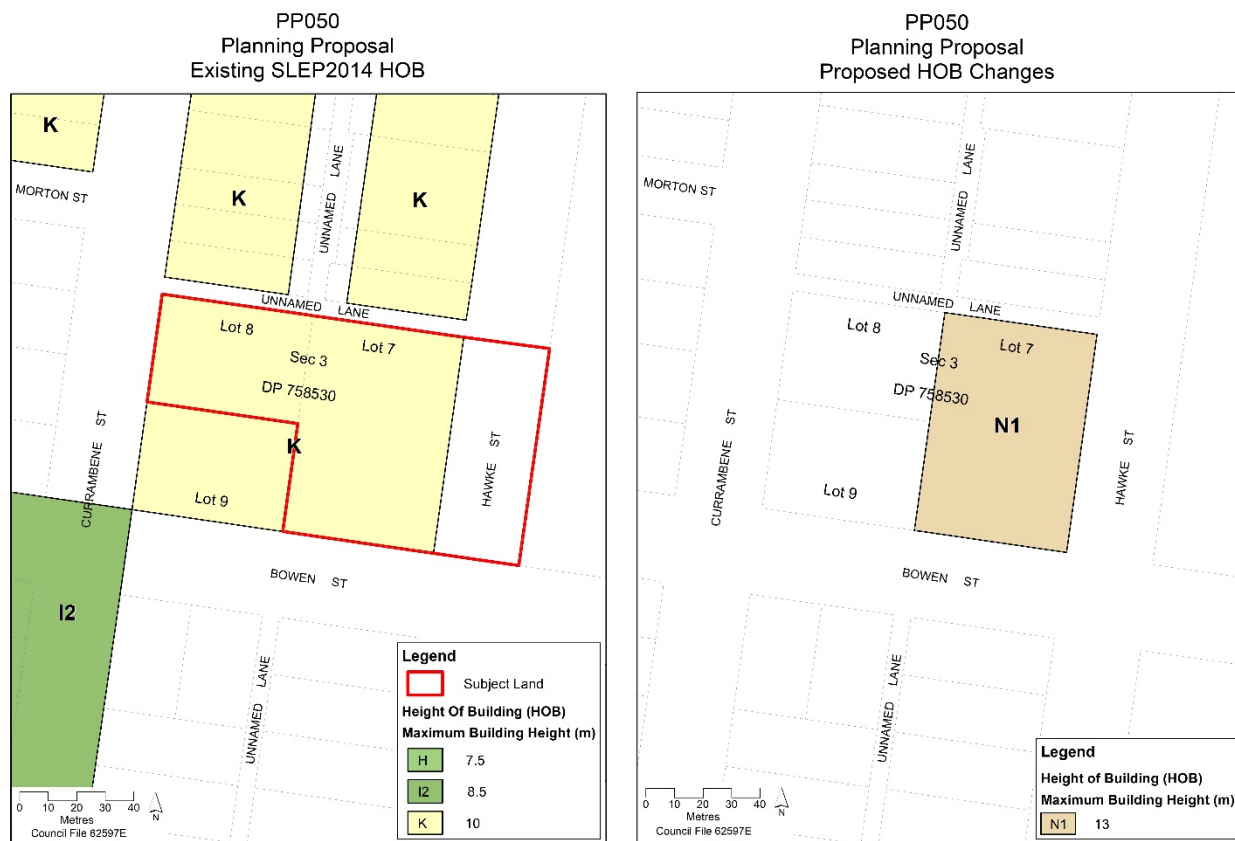 PP050
Planning Proposal
Existing SLEP2014 HOB
K
K
K
MORTON ST
UNNAMED LANE
UNNAMED LANE
Lot 8
Lot 7
Sec 3
DP 758530
K
Lot 9
CURRAMBENE ST
HAWKE ST
BOWEN ST
I2
UNNAMED LANE
Legend
Subject Land
Height Of Building (HOB)
Maximum Building Height (m)
H 7.5
I2 8.5
K 10
0 10 20 30 40
Metres
Council File 62597E
N
PP050
Planning Proposal
Proposed HOB Changes
MORTON ST
UNNAMED LANE
UNNAMED LANE
Lot 8
Lot 7
Sec 3
DP 758530
N1
Lot 9
CURRAMBENE ST
HAWKE ST
BOWEN ST
UNNAMED LANE
Legend
Height of Building (HOB)
Maximum Building Height (m)
N1 13
0 10 20 30 40
Metres
Council File 62597E
N